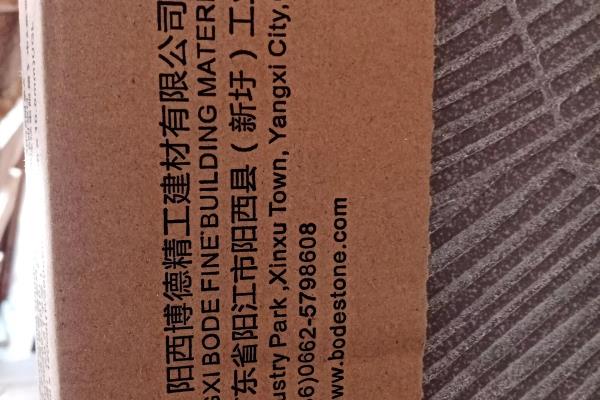 阳西博德精工建材有限公司
GXI BODE FINE BUILDING MATERI
东省阳江市阳西县（新圩）工
ustry Park ,Xinxu Town, Yangxi City,
6)0662-5798608
ww.bodestone.com